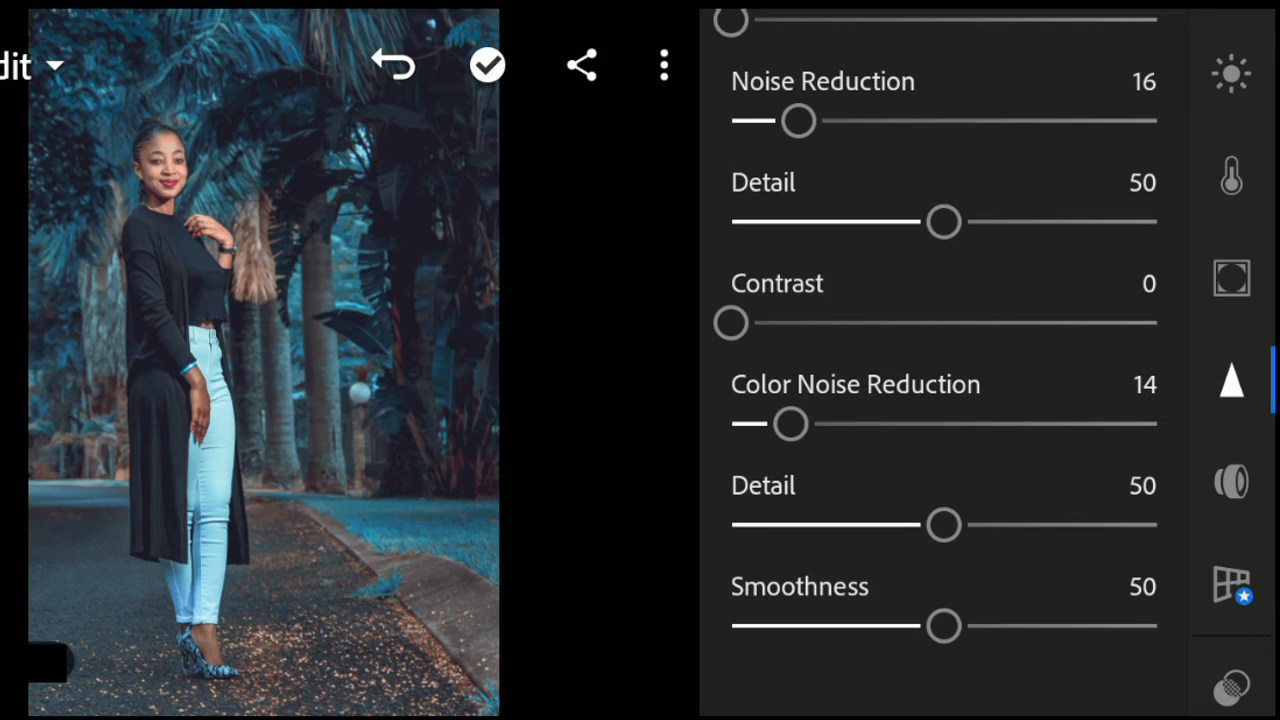 dit
Noise Reduction 16
Detail 50
Contrast 0
Color Noise Reduction 14
Detail 50
Smoothness 50